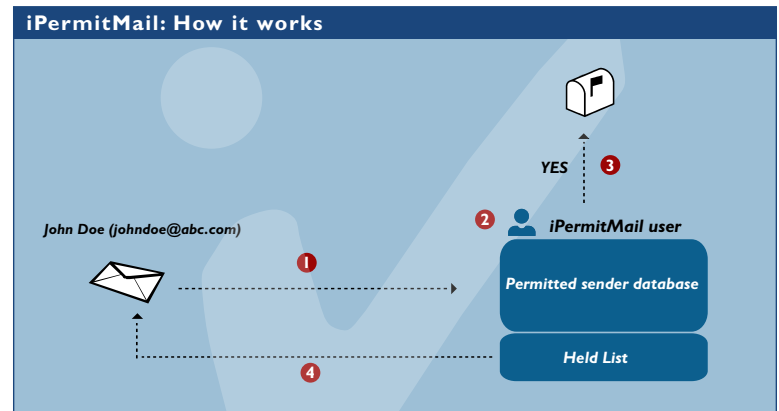 iPermitMail: How it works
YES
3
2
iPermitMail user
John Doe (johndoe@abc.com)
1
Permitted sender database
Held List
4